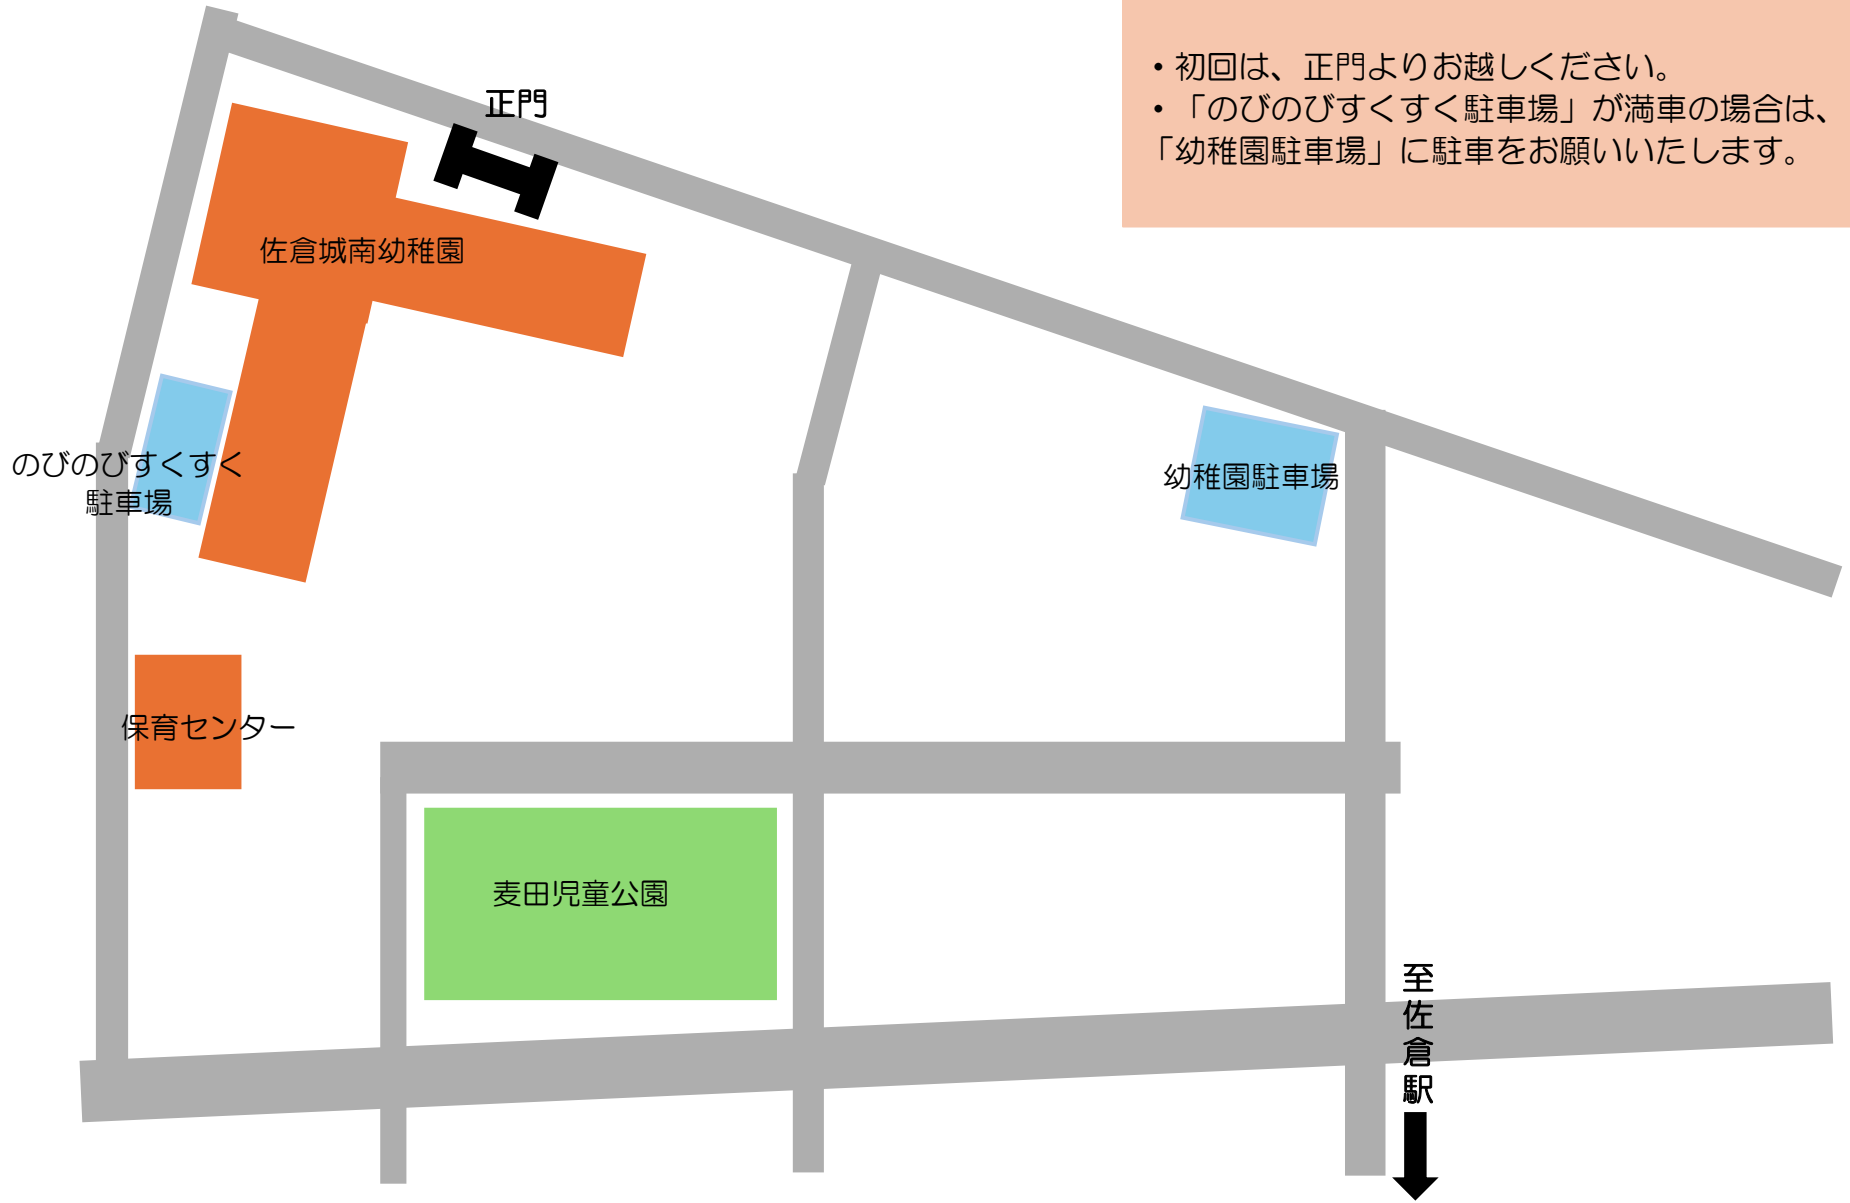 ・初回は、正門よりお越しください。
・「のびのびすくすく駐車場」が満車の場合は、
「幼稚園駐車場」に駐車をお願いいたします。
正門
佐倉城南幼稚園
のびのびすくすく
駐車場
幼稚園駐車場
保育センター
麦田児童公園
至佐倉駅